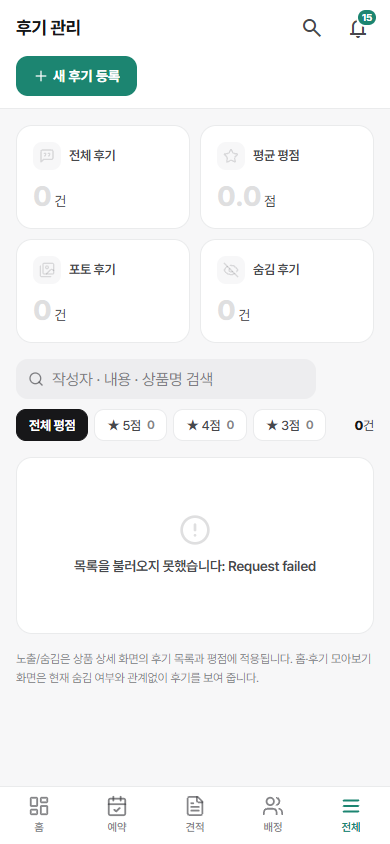 후기 관리
15
+ 새 후기 등록
전체 후기
0 건
평균 평점
0.0 점
포토 후기
0 건
숨김 후기
0 건
작성자 · 내용 · 상품명 검색
전체 평점
★ 5점 0
★ 4점 0
★ 3점 0
0건
목록을 불러오지 못했습니다: Request failed
노출/숨김은 상품 상세 화면의 후기 목록과 평점에 적용됩니다. 홈·후기 모아보기
화면은 현재 숨김 여부와 관계없이 후기를 보여 줍니다.
홈
예약
견적
배정
전체